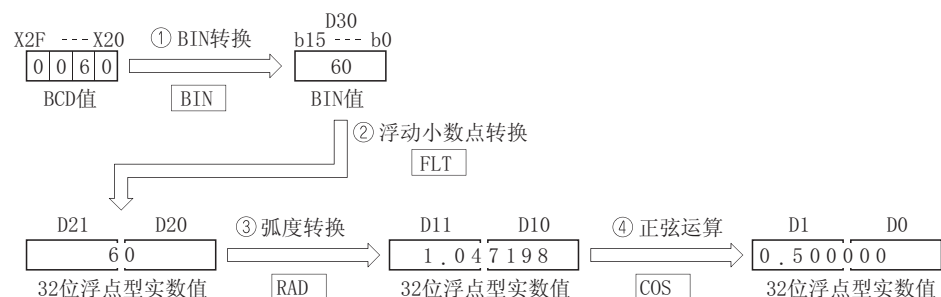 D30
X2F --- X20 ① BIN转换 b15 --- b0
0 0 6 0 60
BCD值 BIN BIN值
② 浮动小数点转换
FLT
D21 D20 ③ 弧度转换 D11 D10 ④ 正弦运算 D1 D0
60 1.047198 0.500000
32位浮点型实数值 RAD 32位浮点型实数值 COS 32位浮点型实数值